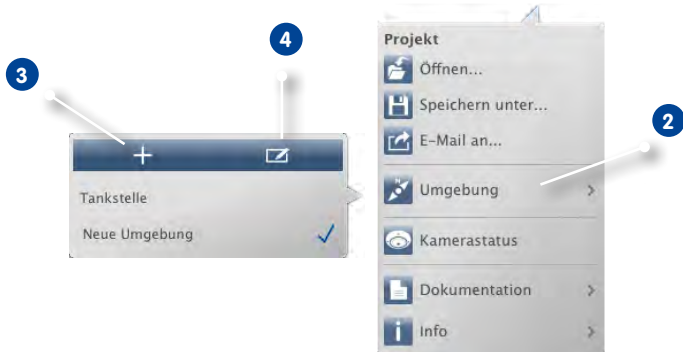 4
3
+
Tankstelle
Neue Umgebung
Projekt
Öffnen...
Speichern unter...
E-Mail an...
2
N
Umgebung
Kamerastatus
Dokumentation
i Info